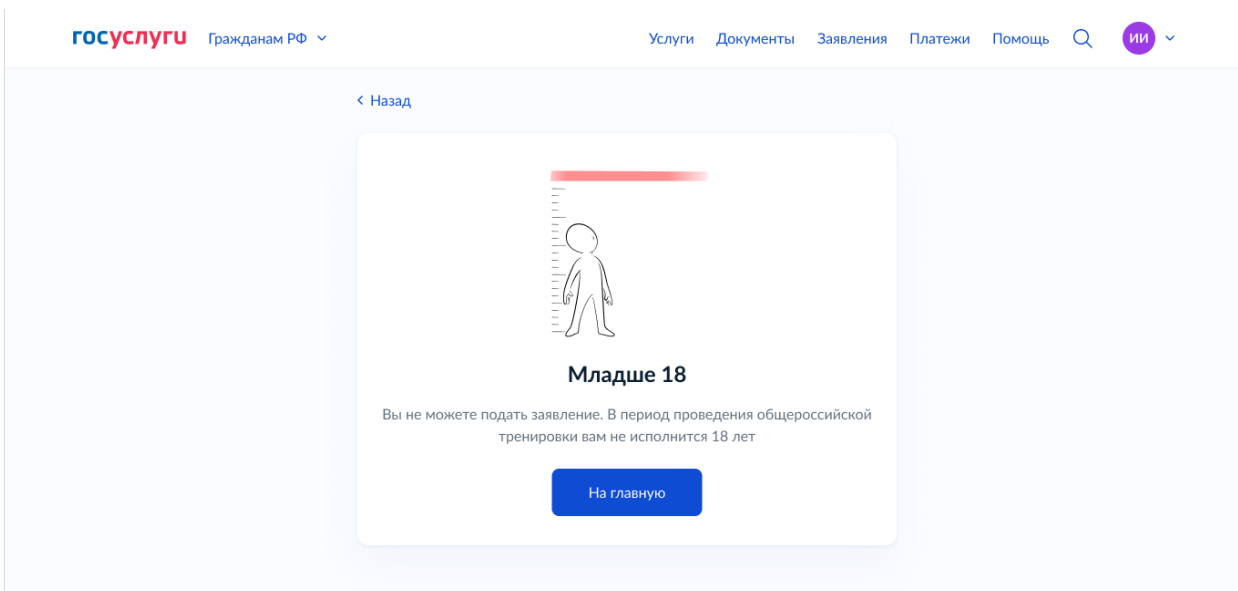 госуслуги Гражданам РФ Услуги Документы Заявления Платежи Помощь ИИ
Назад
Младше 18
Вы не можете подать заявление. В период проведения общероссийской
тренировки вам не исполнится 18 лет
На главную